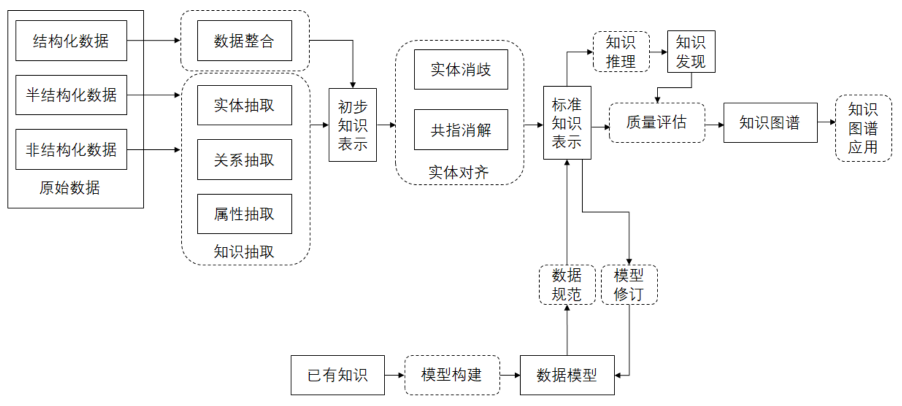 结构化数据
半结构化数据
非结构化数据
原始数据
数据整合
实体抽取
关系抽取
属性抽取
知识抽取
初步
知识
表示
实体消歧
共指消解
实体对齐
标准
知识
表示
知识
推理
知识
发现
质量评估
知识图谱
知识
图谱
应用
数据
规范
模型
修订
已有知识
模型构建
数据模型